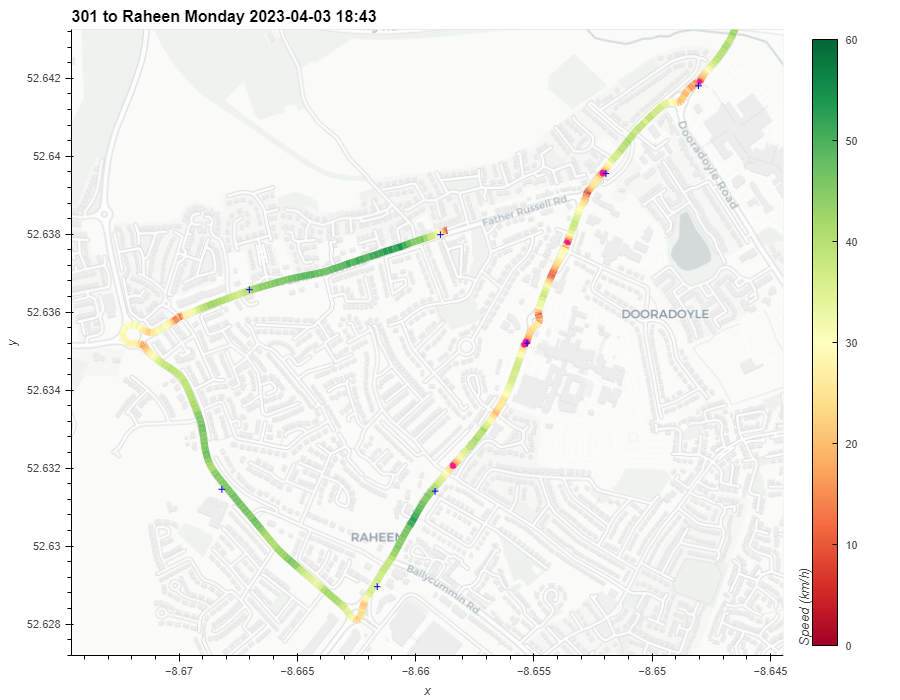 301 to Raheen Monday 2023-04-03 18:43
60
52.642
Dooradoyle Road
50
52.64
Father Russell Rd
52.638
40
52.636
DOORADOYLE
y
30
52.634
20
52.632
RAHEEN
52.63
10
Ballycummin Rd
52.628
Speed (km/h)
0
−8.67
−8.665
−8.66
−8.655
−8.65
−8.645
x